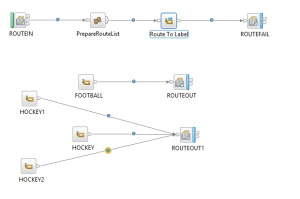 ROUTEIN
PrepareRouteList
Route To Label
ROUTEFAIL
FOOTBALL
ROUTEOUT
HOCKEY1
HOCKEY
ROUTEOUT1
HOCKEY2